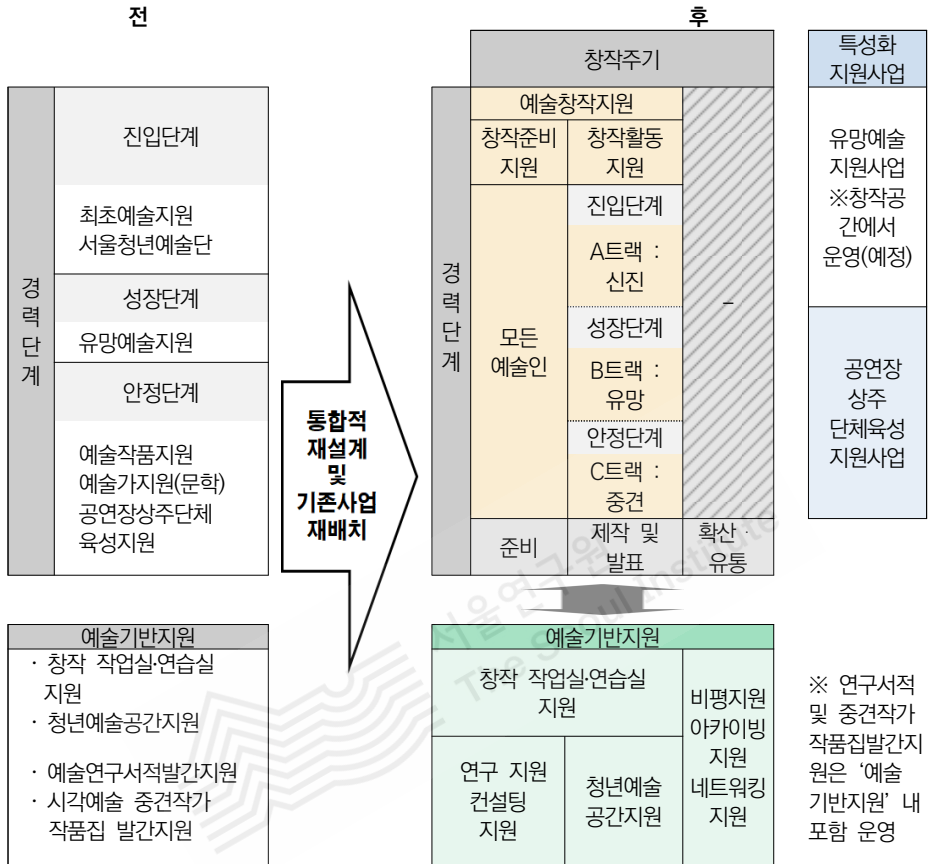 전
경력단계
진입단계
최초예술지원
서울청년예술단
성장단계
유망예술지원
안정단계
예술작품지원
예술가지원(문학)
공연장상주단체
육성지원
예술기반지원
· 창작 작업실·연습실
지원
· 청년예술공간지원
· 예술연구서적발간지원
· 시각예술 중견작가
작품집 발간지원
통합적
재설계
및
기존사업
재배치
후
창작주기
경력단계
예술창작지원
창작준비
지원
창작활동
지원
모든
예술인
진입단계
A트랙 :
신진
성장단계
B트랙 :
유망
안정단계
C트랙 :
중견
–
준비
제작 및
발표
확산·
유통
예술기반지원
창작 작업실·연습실
지원
연구 지원
컨설팅
지원
청년예술
공간지원
비평지원
아카이빙
지원
네트워킹
지원
특성화
지원사업
유망예술
지원사업
※창작공
간에서
운영(예정)
공연장
상주
단체육성
지원사업
※ 연구서적
및 중견작가
작품집발간지
원은 ‘예술
기반지원’ 내
포함 운영
서울연구원
The Seoul Institute